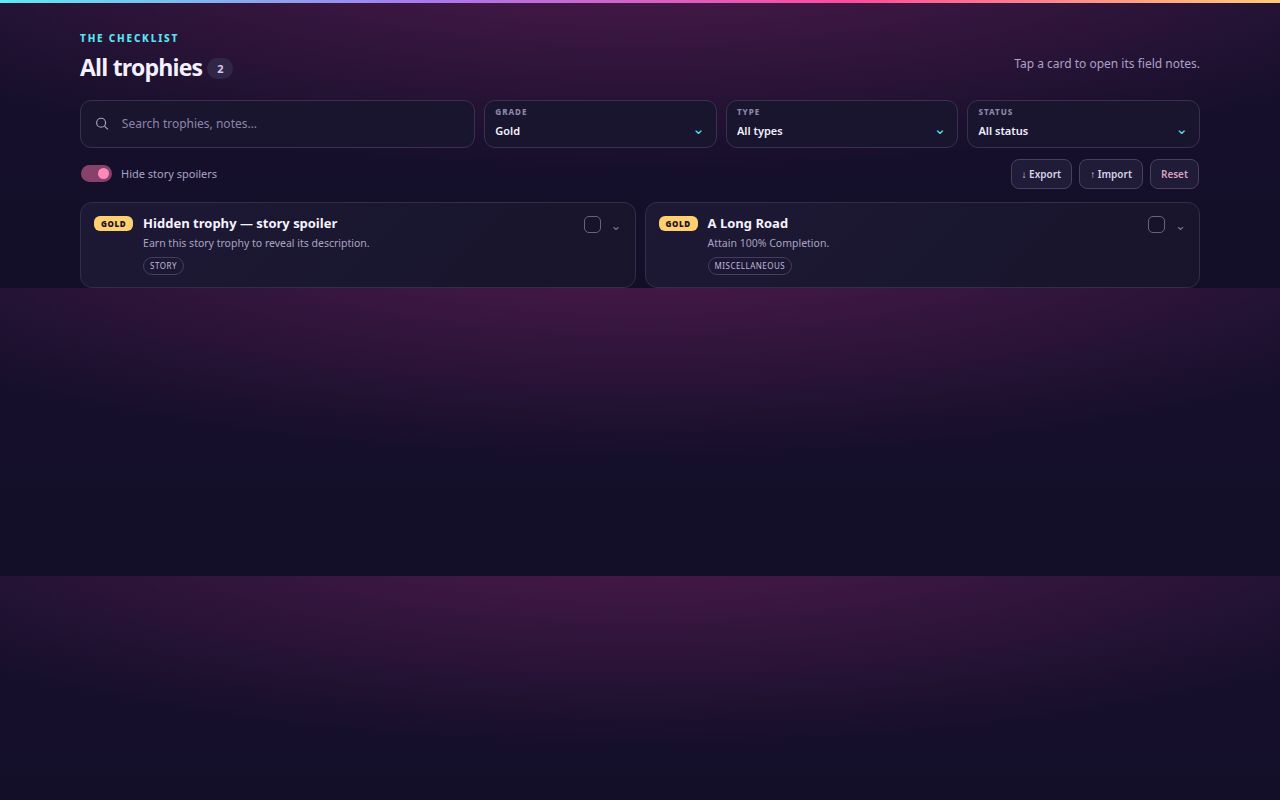 THE CHECKLIST
All trophies 2
Tap a card to open its field notes.
Search trophies, notes...
GRADE
Gold
TYPE
All types
STATUS
All status
Hide story spoilers
↓ Export
↑ Import
Reset
GOLD
Hidden trophy — story spoiler
Earn this story trophy to reveal its description.
STORY
GOLD
A Long Road
Attain 100% Completion.
MISCELLANEOUS